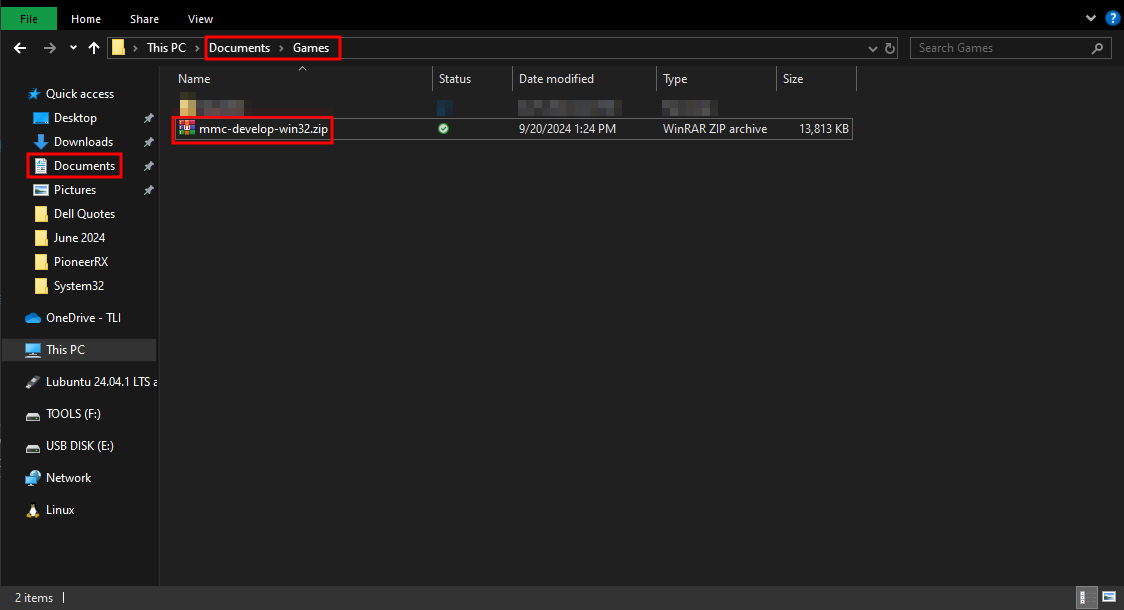 File Home Share View
This PC Documents Games Search Games
Name Status Date modified Type Size
mmc-develop-win32.zip 9/20/2024 1:24 PM WinRAR ZIP archive 13,813 KB
Quick access
Desktop
Downloads
Documents
Pictures
Dell Quotes
June 2024
PioneerRX
System32
OneDrive - TLI
This PC
Lubuntu 24.04.1 LTS a
TOOLS (F:)
USB DISK (E:)
Network
Linux
2 items